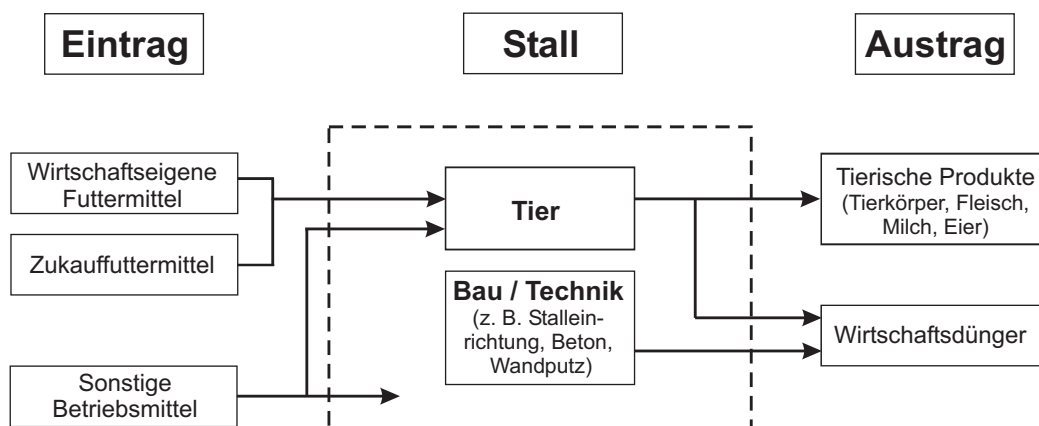 Eintrag
Stall
Austrag
Wirtschaftseigene
Futtermittel
Zukauffuttermittel
Sonstige
Betriebsmittel
Tier
Bau / Technik
(z. B. Stallein-
richtung, Beton,
Wandputz)
Tierische Produkte
(Tierkörper, Fleisch,
Milch, Eier)
Wirtschaftsdünger